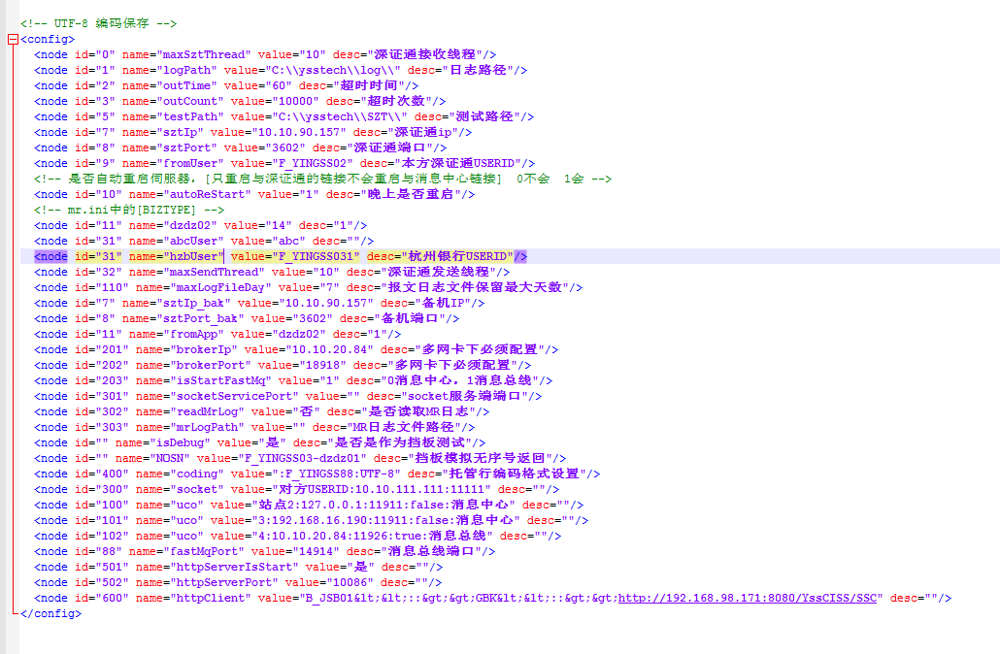 <!-- UTF-8 编码保存 -->
<config>
<node id="0" name="maxSztThread" value="10" desc="深证通接收线程"/>
<node id="1" name="logPath" value="C:\\ysstech\\log\\" desc="日志路径"/>
<node id="2" name="outTime" value="60" desc="超时时间"/>
<node id="3" name="outCount" value="10000" desc="超时次数"/>
<node id="5" name="testPath" value="C:\\ysstech\\SZT\\" desc="测试路径"/>
<node id="7" name="sztIp" value="10.10.90.157" desc="深证通ip"/>
<node id="8" name="sztPort" value="3602" desc="深证通端口"/>
<node id="9" name="fromUser" value="F_YINGSS02" desc="本方深证通USERID"/>
<!-- 是否自动重启伺服器，[只重启与深证通的链接不会重启与消息中心链接] 0不会 1会 -->
<node id="10" name="autoReStart" value="1" desc="晚上是否重启"/>
<!-- mr.ini中的[BIZTYPE] -->
<node id="11" name="dzdz02" value="14" desc="1"/>
<node id="31" name="abcUser" value="abc" desc=""/>
<node id="31" name="hzbUser" value="F_YINGSS031" desc="杭州银行USERID"/>
<node id="32" name="maxSendThread" value="10" desc="深证通发送线程"/>
<node id="110" name="maxLogFileDay" value="7" desc="报文日志文件保留最大天数"/>
<node id="7" name="sztIp_bak" value="10.10.90.157" desc="备机IP"/>
<node id="8" name="sztPort_bak" value="3602" desc="备机端口"/>
<node id="11" name="fromApp" value="dzdz02" desc="1"/>
<node id="201" name="brokerIp" value="10.10.20.84" desc="多网卡下必须配置"/>
<node id="202" name="brokerPort" value="18918" desc="多网卡下必须配置"/>
<node id="203" name="isStartFastMq" value="1" desc="0消息中心，1消息总线"/>
<node id="301" name="socketServicePort" value="" desc="socket服务端端口"/>
<node id="302" name="readMrLog" value="否" desc="是否读取MR日志"/>
<node id="303" name="mrLogPath" value="" desc="MR日志文件路径"/>
<node id="" name="isDebug" value="是" desc="是否是作为挡板测试"/>
<node id="" name="NOSN" value="F_YINGSS03-dzdz01" desc="挡板模拟无序号返回"/>
<node id="400" name="coding" value=":F_YINGSS88:UTF-8" desc="托管行编码格式设置"/>
<node id="300" name="socket" value="对方USERID:10.10.111.111:11111" desc=""/>
<node id="100" name="uco" value="站点2:127.0.0.1:11911:false:消息中心" desc=""/>
<node id="101" name="uco" value="3:192.168.16.190:11911:false:消息中心" desc=""/>
<node id="102" name="uco" value="4:10.10.20.84:11926:true:消息总线" desc=""/>
<node id="88" name="fastMqPort" value="14914" desc="消息总线端口"/>
<node id="501" name="httpServerIsStart" value="是" desc=""/>
<node id="502" name="httpServerPort" value="10086" desc=""/>
<node id="600" name="httpClient" value="B_JSB01&lt;&lt;::&gt;&gt;GBK&lt;&lt;::&gt;&gt;http://192.168.98.171:8080/YssCISS/SSC" desc=""/>
</config>